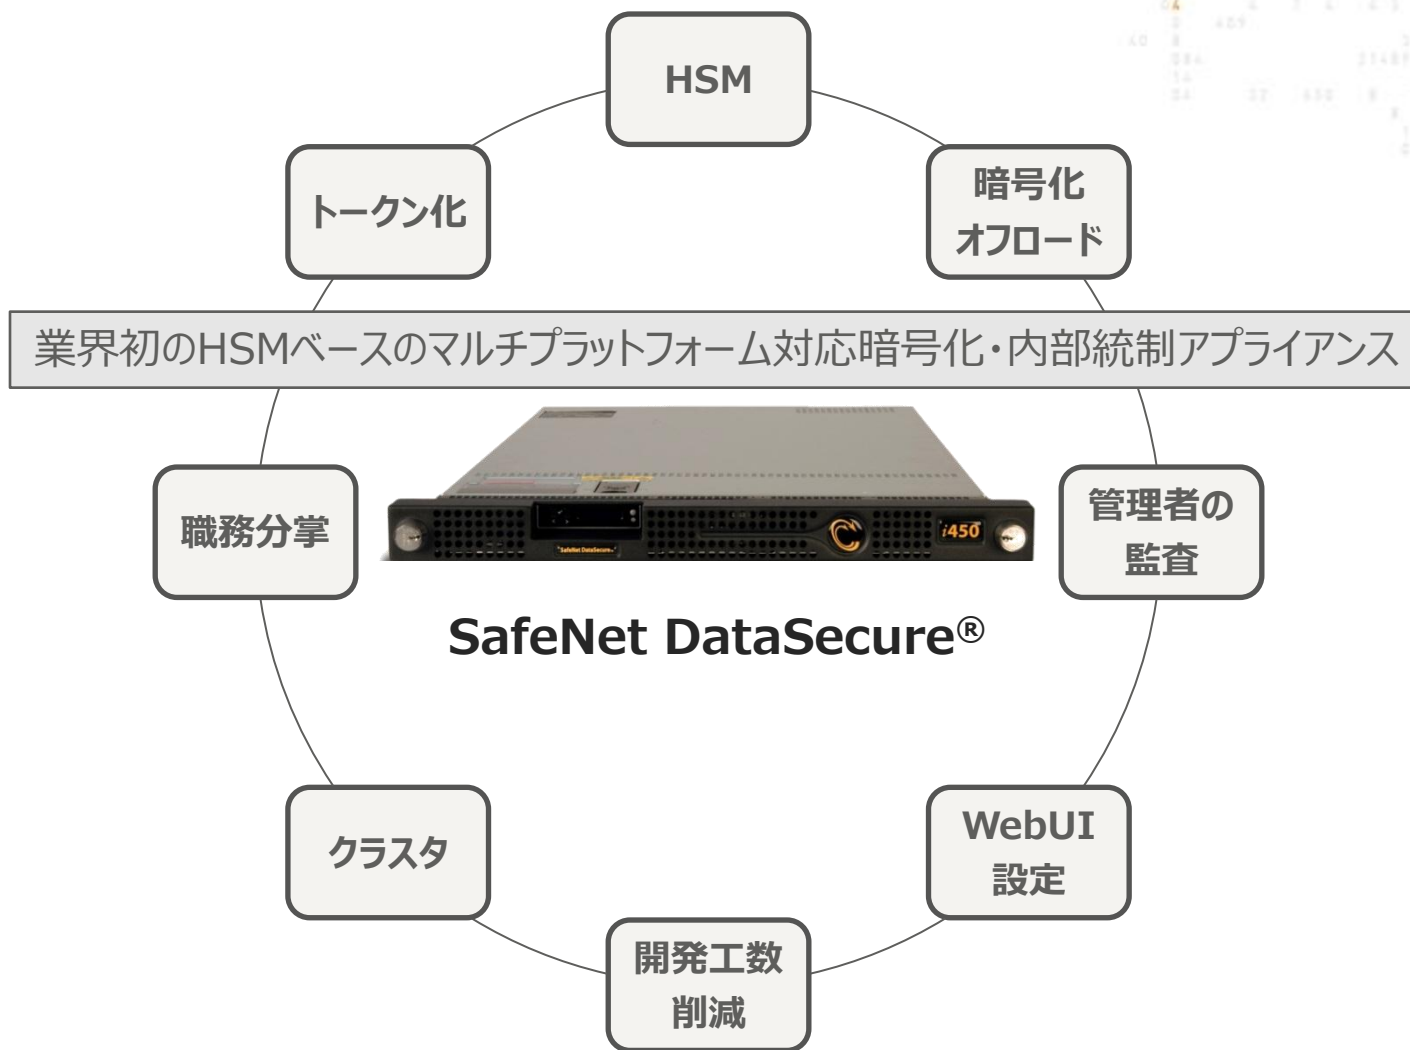 HSM
トークン化
暗号化
オフロード
業界初のHSMベースのマルチプラットフォーム対応暗号化・内部統制アプライアンス
職務分掌
SafeNet DataSecure
i450
管理者の
監査
SafeNet DataSecure®
クラスタ
WebUI
設定
開発工数
削減